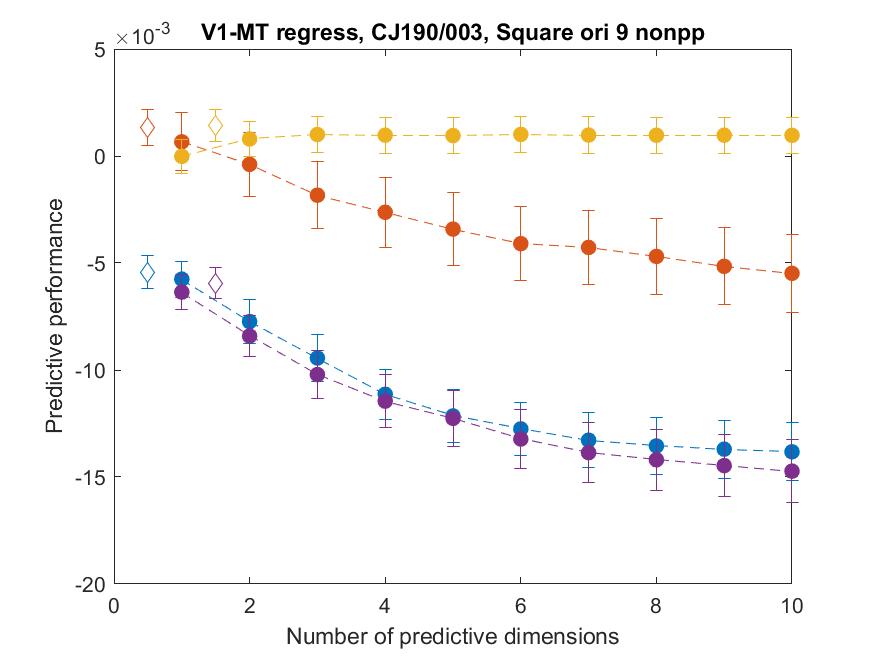 ×10-3
V1-MT regress, CJ190/003, Square ori 9 nonpp
5
0
-5
-10
-15
-20
Predictive performance
0 2 4 6 8 10
Number of predictive dimensions